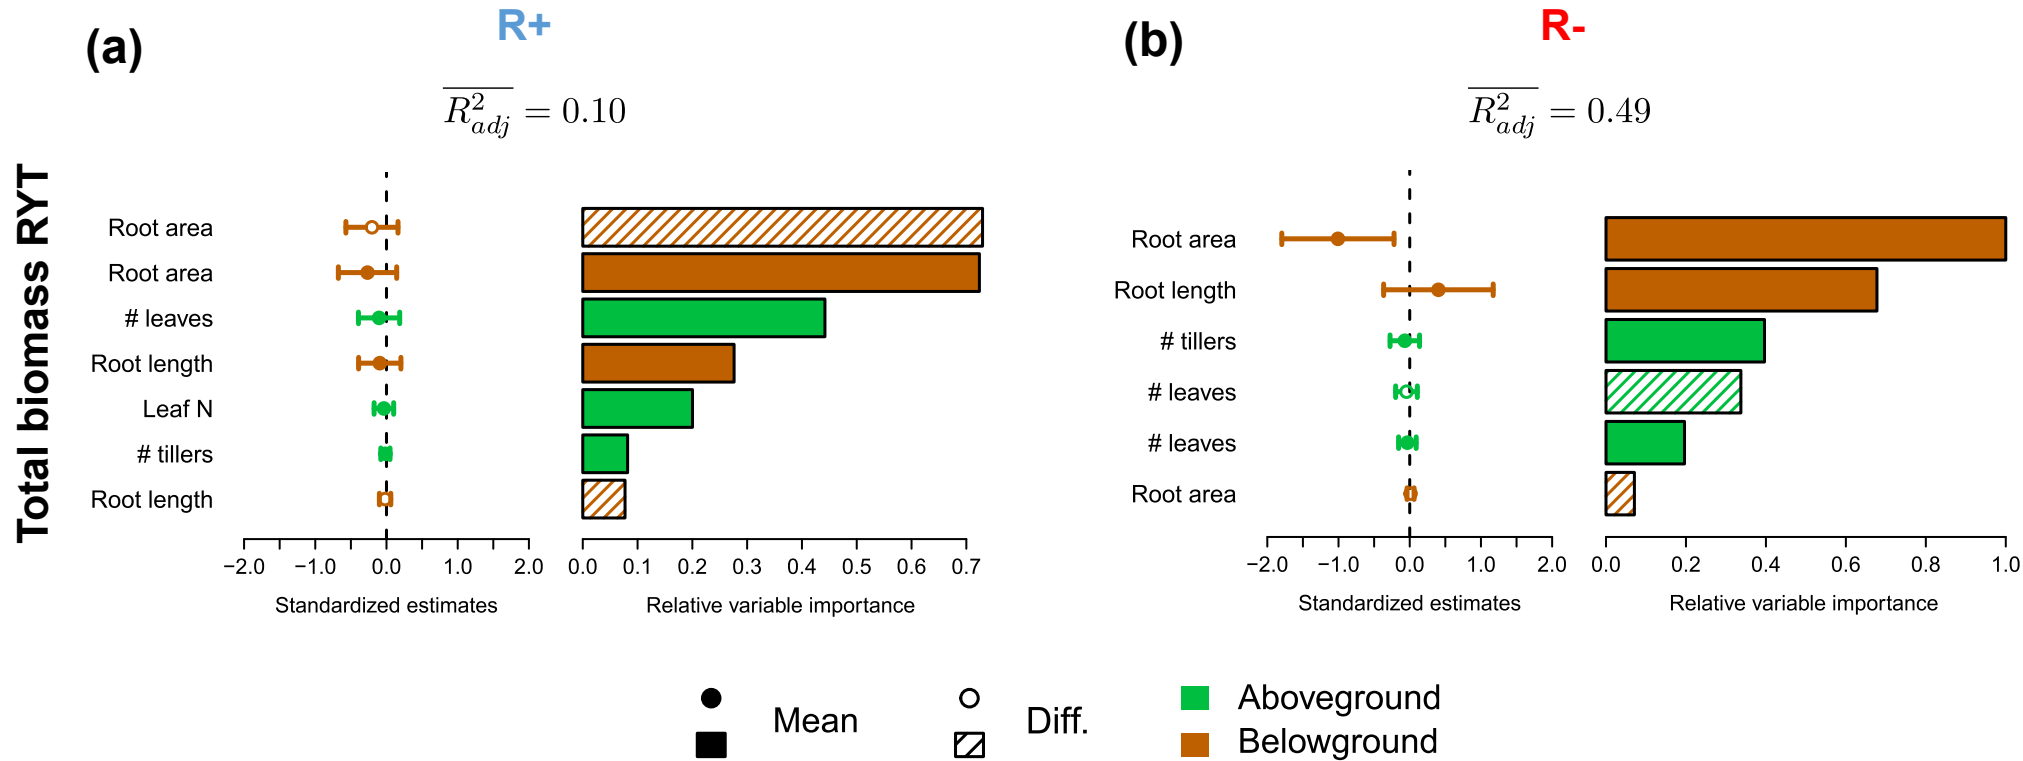 (a)
R+
R²adj = 0.10
Total biomass RYT
Root area
Root area
# leaves
Root length
Leaf N
# tillers
Root length
−2.0 −1.0 0.0 1.0 2.0
Standardized estimates
0.0 0.1 0.2 0.3 0.4 0.5 0.6 0.7
Relative variable importance
(b)
R-
R²adj = 0.49
Root area
Root length
# tillers
# leaves
# leaves
Root area
−2.0 −1.0 0.0 1.0 2.0
Standardized estimates
0.0 0.2 0.4 0.6 0.8 1.0
Relative variable importance
Mean
Diff.
Aboveground
Belowground